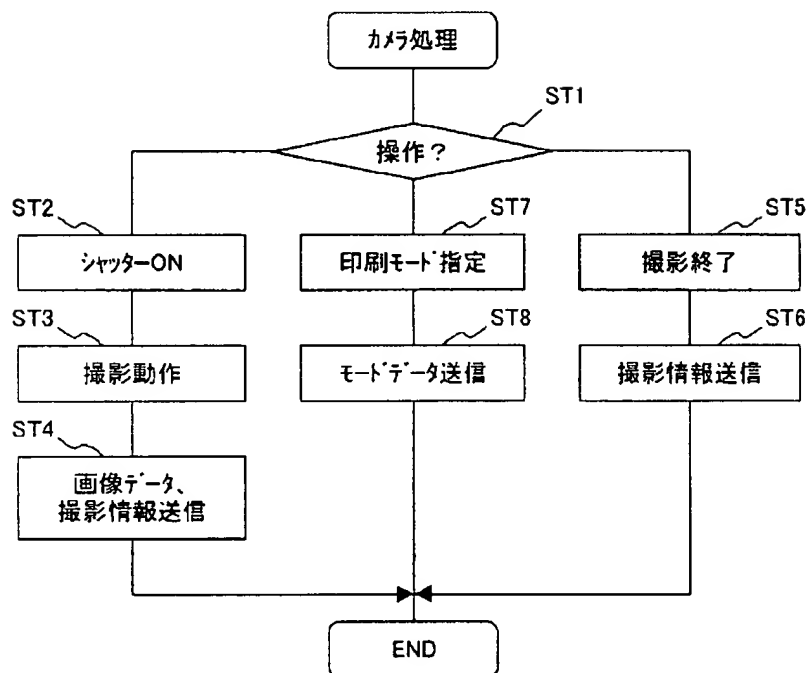 カメラ処理
ST1
操作？
ST2
シャッターON
ST7
印刷モード指定
ST5
撮影終了
ST3
撮影動作
ST8
モードデータ送信
ST6
撮影情報送信
ST4
画像データ、
撮影情報送信
END